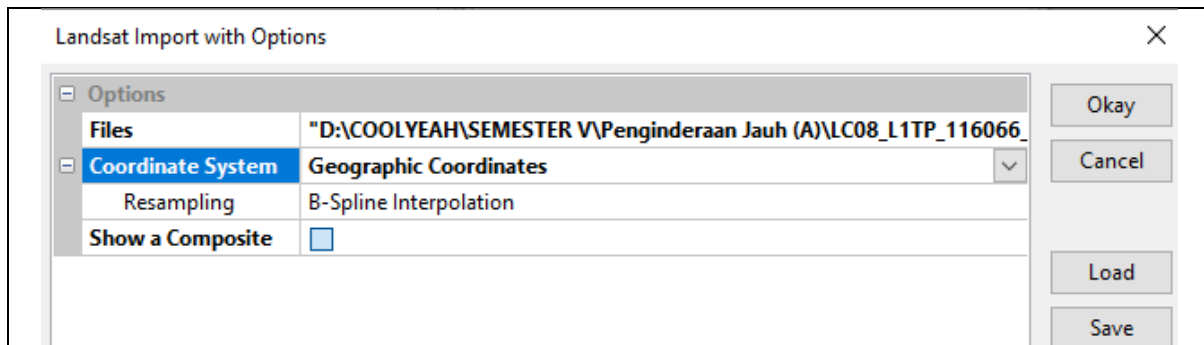 Landsat Import with Options
Options
Okay
Files "D:\COOLYEAH\SEMESTER V\Penginderaan Jauh (A)\LC08_L1TP_116066_
Coordinate System Geographic Coordinates
Cancel
Resampling B-Spline Interpolation
Show a Composite
Load
Save